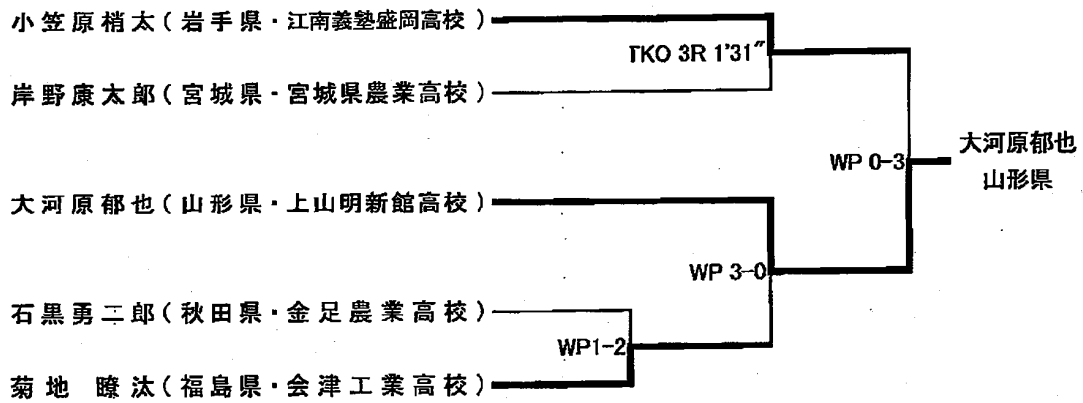 小笠原梢太(岩手県・江南義塾盛岡高校)
TKO 3R 1'31"
岸野康太郎(宮城県・宮城県農業高校)
大河原郁也
WP 0-3
山形県
大河原郁也(山形県・上山明新館高校)
WP 3-0
石黒勇二郎(秋田県・金足農業高校)
WP1-2
菊地 瞭汰(福島県・会津工業高校)